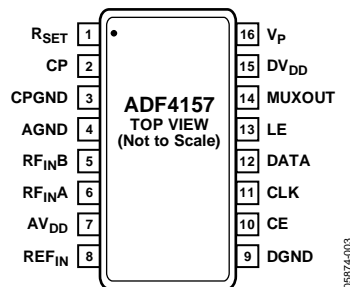 RSET 1
CP 2
CPGND 3
AGND 4
RFINB 5
RFINA 6
AVDD 7
REFIN 8
ADF4157
TOP VIEW
(Not to Scale)
16 VP
15 DVDD
14 MUXOUT
13 LE
12 DATA
11 CLK
10 CE
9 DGND
05874-003